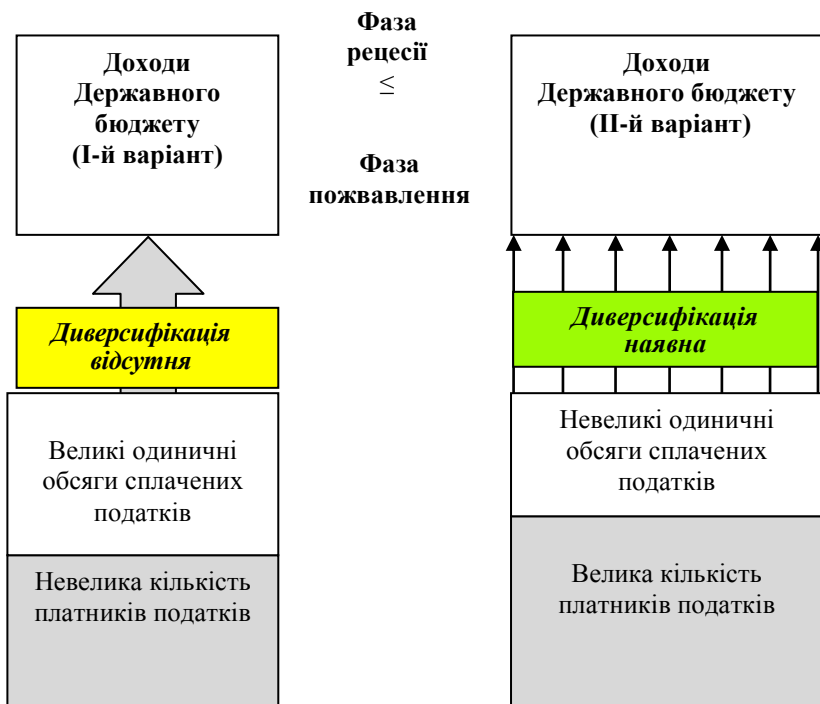 Доходи
Державного
бюджету
(І-й варіант)
Фаза
рецесії
≤
Фаза
пожвавлення
Доходи
Державного бюджету
(ІІ-й варіант)
Диверсифікація
відсутня
Диверсифікація
наявна
Великі одиничні
обсяги сплачених
податків
Невеликі одиничні
обсяги сплачених
податків
Невелика кількість
платників податків
Велика кількість
платників податків